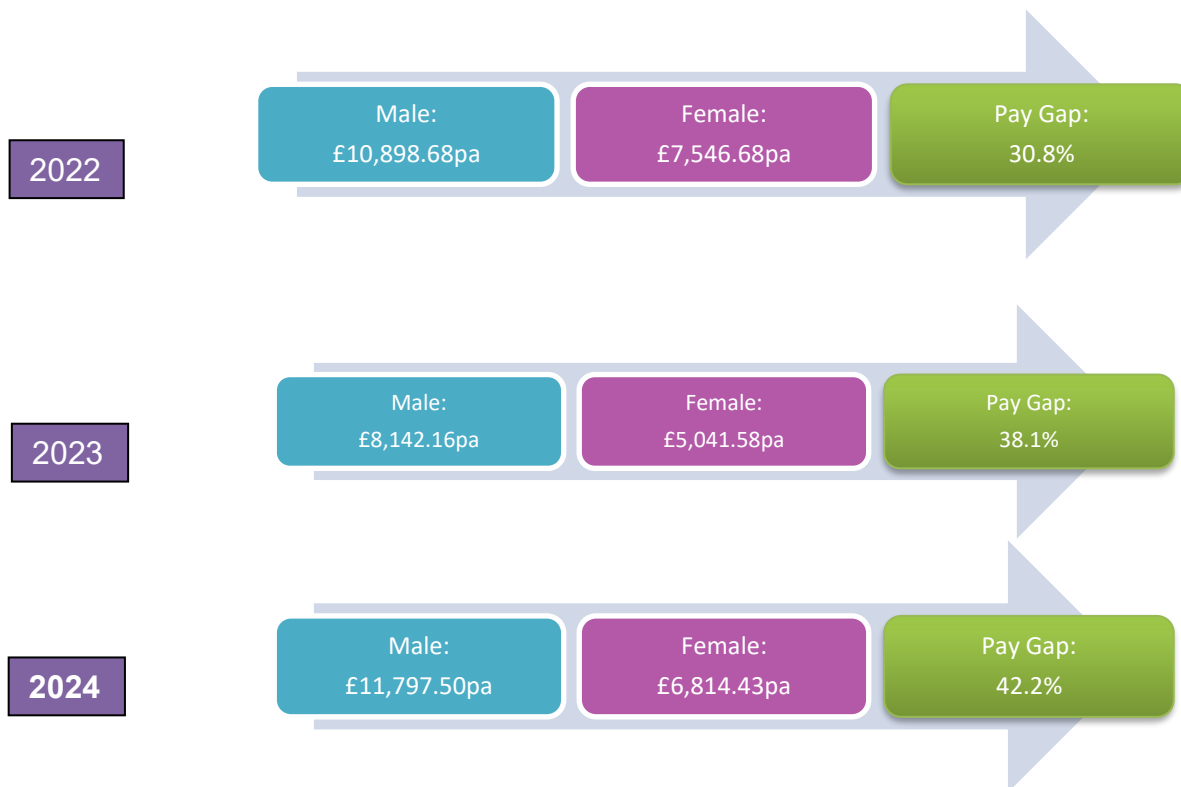 2022
Male:
£10,898.68pa
Female:
£7,546.68pa
Pay Gap:
30.8%
2023
Male:
£8,142.16pa
Female:
£5,041.58pa
Pay Gap:
38.1%
2024
Male:
£11,797.50pa
Female:
£6,814.43pa
Pay Gap:
42.2%